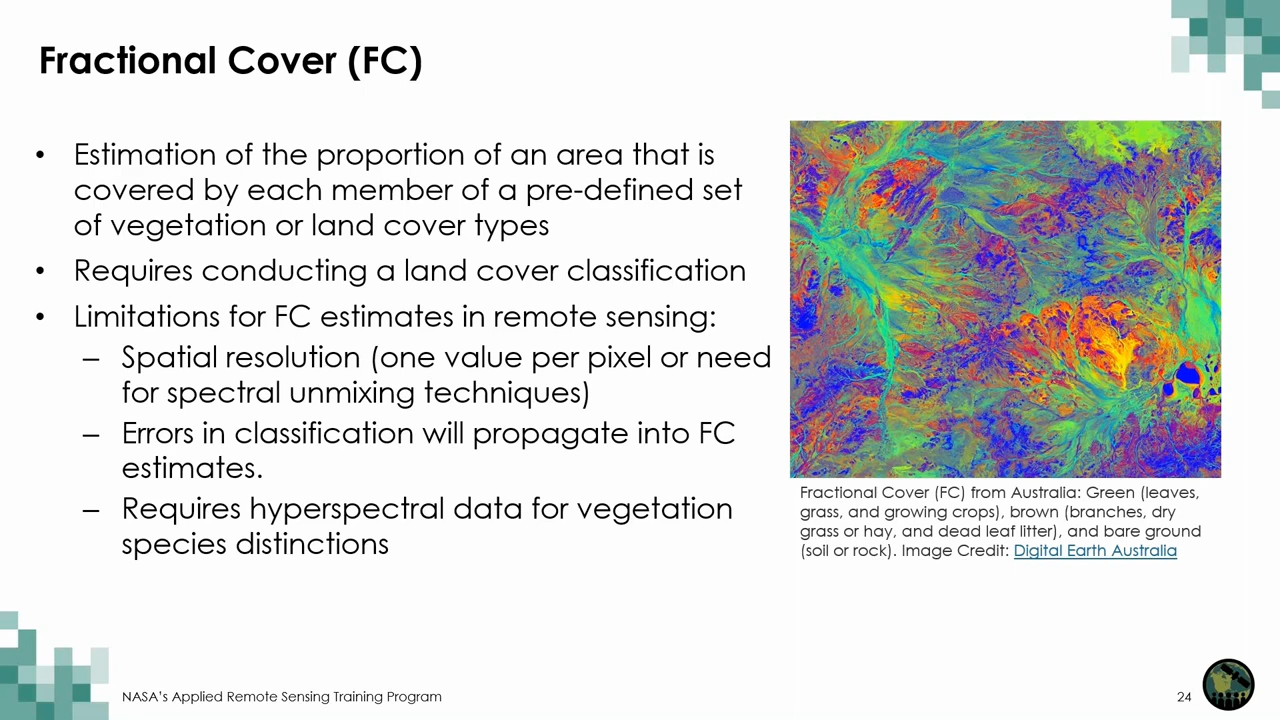 Fractional Cover (FC)
• Estimation of the proportion of an area that is
covered by each member of a pre-defined set
of vegetation or land cover types
• Requires conducting a land cover classification
• Limitations for FC estimates in remote sensing:
– Spatial resolution (one value per pixel or need
for spectral unmixing techniques)
– Errors in classification will propagate into FC
estimates.
– Requires hyperspectral data for vegetation
species distinctions
Fractional Cover (FC) from Australia: Green (leaves,
grass, and growing crops), brown (branches, dry
grass or hay, and dead leaf litter), and bare ground
(soil or rock). Image Credit: Digital Earth Australia
NASA's Applied Remote Sensing Training Program
24